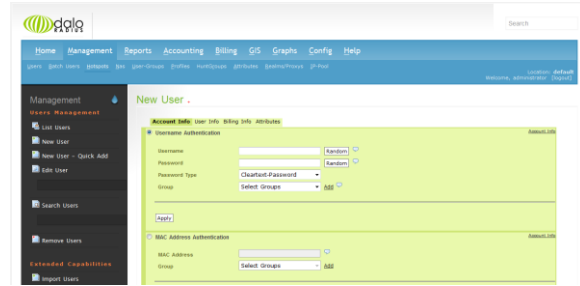 dalo
RADIUS
Search
Home Management Reports Accounting Billing GIS Graphs Config Help
Users Batch Users Hotspots Nas User-Groups Profiles HuntGroups Attributes Realms/Proxys IP-Pool
Location: default
Welcome, administrator [logout]
Management
New User .
Users Management
Account Info User Info Billing Info Attributes
List Users
Username Authentication
Account Info
New User
Username
Random
New User - Quick Add
Password
Random
Edit User
Password Type
Cleartext-Password
Group
Select Groups
Add
Search Users
Apply
Remove Users
MAC Address Authentication
Account Info
MAC Address
Extended Capabilities
Group
Select Groups
Add
Import Users